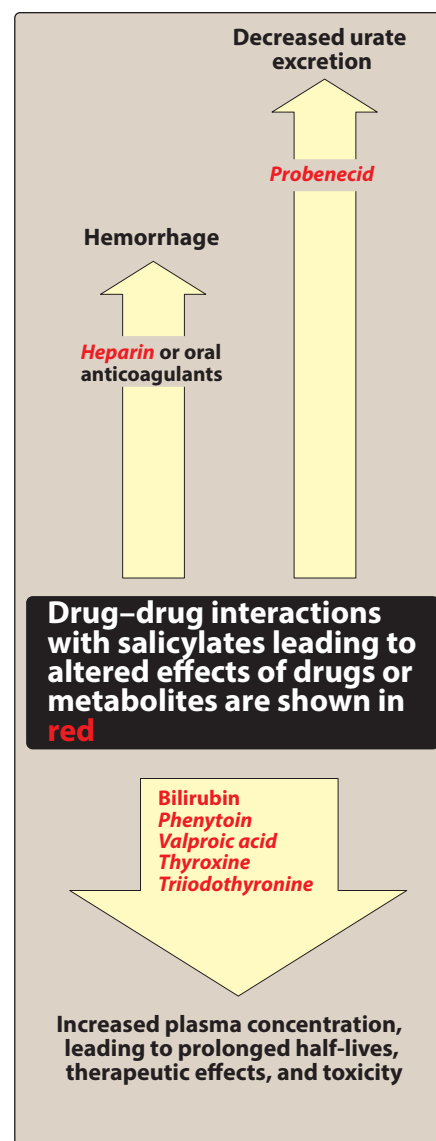 Decreased urate
excretion
Probenecid
Hemorrhage
Heparin or oral
anticoagulants
Drug–drug interactions
with salicylates leading to
altered effects of drugs or
metabolites are shown in
red
Bilirubin
Phenytoin
Valproic acid
Thyroxine
Triiodothyronine
Increased plasma concentration,
leading to prolonged half-lives,
therapeutic effects, and toxicity